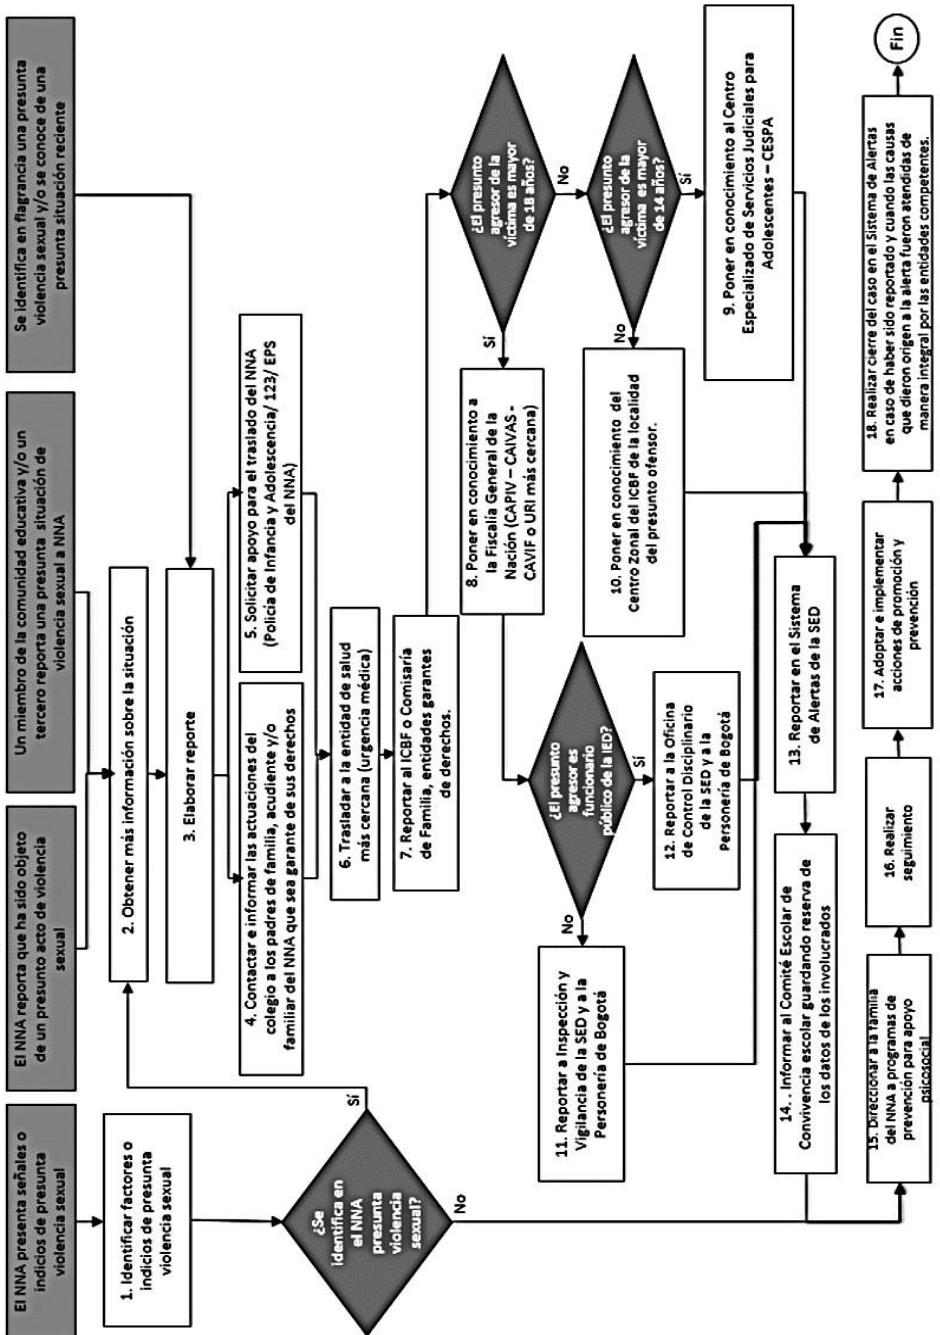 El NNA presenta señales o
indicios de presunta
violencia sexual
El NNA reporta que ha sido objeto
de un presunto acto de violencia
sexual
Un miembro de la comunidad educativa y/o un
tercero reporta una presunta situación de
violencia sexual a NNA
Se identifica en flagrancia una presunta
violencia sexual y/o se conoce de una
presunta situación reciente
1. Identificar factores o
indicios de presunta
violencia sexual
2. Obtener más información sobre la situación
3. Elaborar reporte
¿Se
identifica en
el NNA
presunta
violencia
sexual?
Sí
No
4. Contactar e informar las actuaciones del
colegio a los padres de familia, acudiente y/o
familiar del NNA que sea garante de sus derechos
5. Solicitar apoyo para el traslado del NNA
(Policía de Infancia y Adolescencia/ 123/ EPS
del NNA)
6. Trasladar a la entidad de salud
más cercana (urgencia médica)
7. Reportar al ICBF o Comisaría
de Familia, entidades garantes
de derechos.
¿El presunto
agresor de la
víctima es mayor
de 18 años?
Sí
No
8. Poner en conocimiento a
la Fiscalía General de la
Nación (CAPIV – CAIVAS -
CAVIF o URI más cercana)
¿El presunto
agresor de la
víctima es mayor
de 14 años?
No
Sí
9. Poner en conocimiento al Centro
Especializado de Servicios Judiciales para
Adolescentes – CESPA
10. Poner en conocimiento del
Centro Zonal del ICBF de la localidad
del presunto ofensor.
¿El presunto
agresor es
funcionario
público de la IED?
No
Sí
11. Reportar a Inspección y
Vigilancia de la SED y a la
Personería de Bogotá
12. Reportar a la Oficina
de Control Disciplinario
de la SED y a la
Personería de Bogotá
13. Reportar en el Sistema
de Alertas de la SED
14. . Informar al Comité Escolar de
Convivencia escolar guardando reserva de
los datos de los involucrados
15. Direccionar a la familia
del NNA a programas de
prevención para apoyo
psicosocial
16. Realizar
seguimiento
17. Adoptar e implementar
acciones de promoción y
prevención
18. Realizar cierre del caso en el Sistema de Alertas
en caso de haber sido reportado y cuando las causas
que dieron origen a la alerta fueron atendidas de
manera integral por las entidades competentes.
Fin